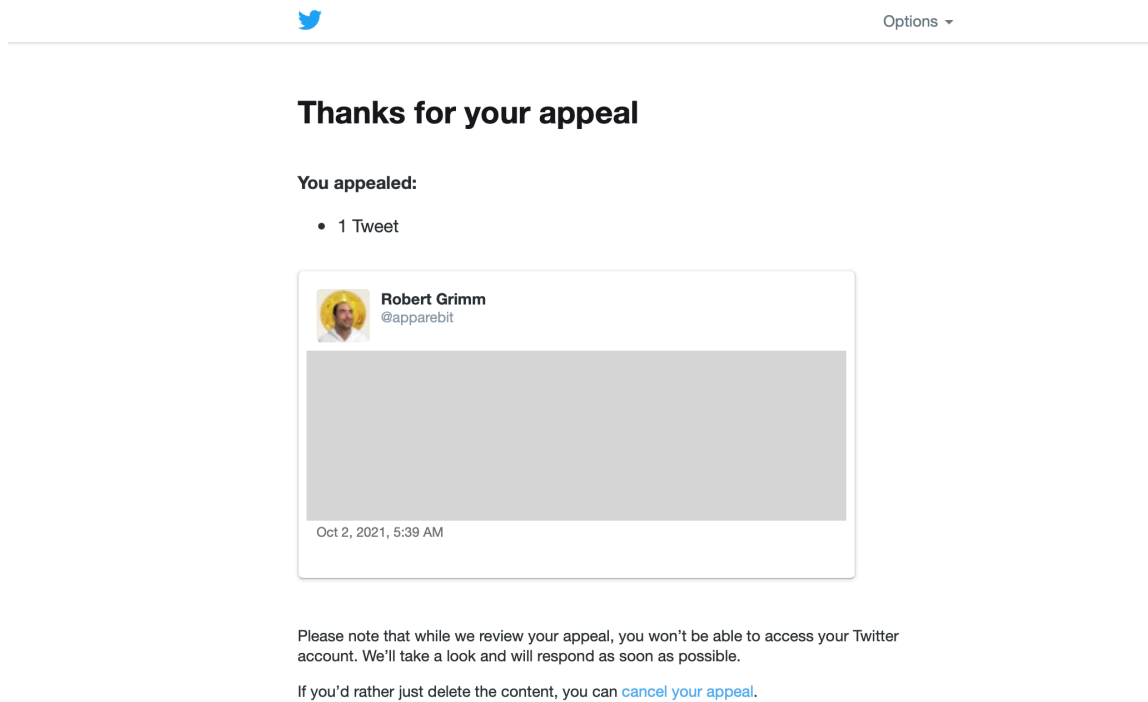 Options
Thanks for your appeal
You appealed:
• 1 Tweet
Robert Grimm
@apparebit
Oct 2, 2021, 5:39 AM
Please note that while we review your appeal, you won’t be able to access your Twitter
account. We’ll take a look and will respond as soon as possible.
If you’d rather just delete the content, you can cancel your appeal.